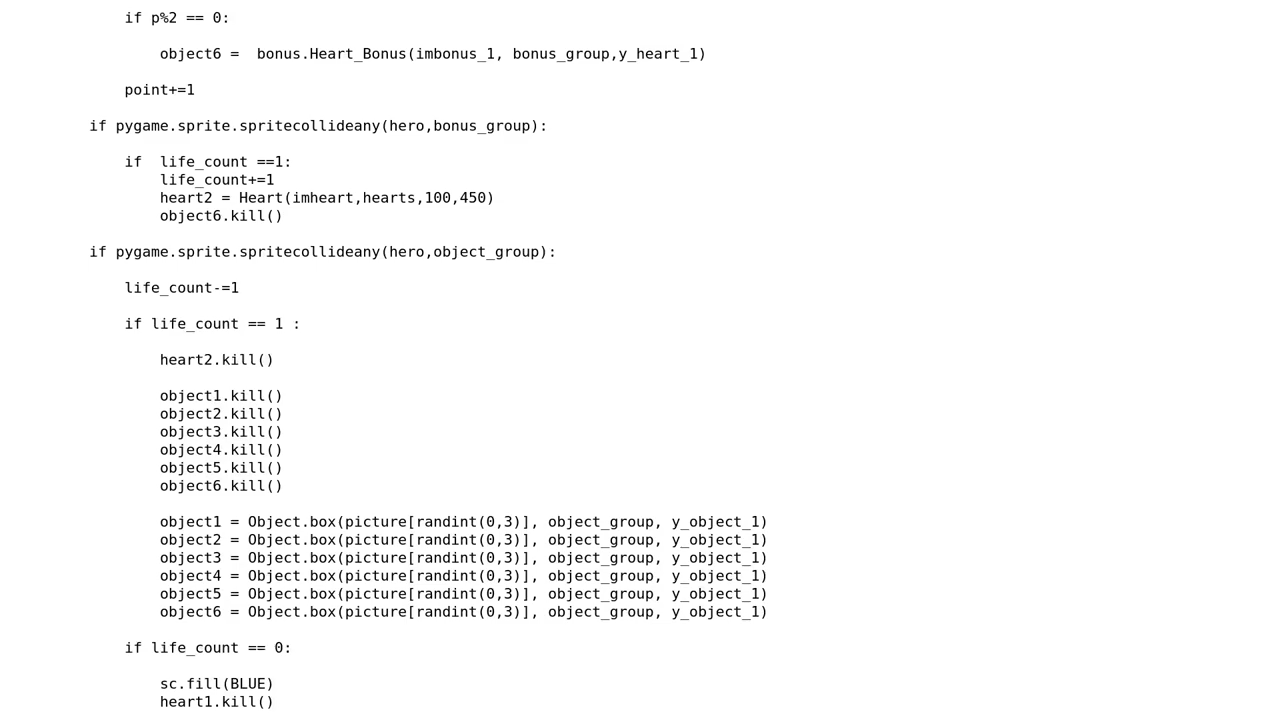 if p%2 == 0:
object6 =  bonus.Heart_Bonus(imbonus_1, bonus_group,y_heart_1)
point+=1
if pygame.sprite.spritecollideany(hero,bonus_group):
if  life_count ==1:
life_count+=1
heart2 = Heart(imheart,hearts,100,450)
object6.kill()
if pygame.sprite.spritecollideany(hero,object_group):
life_count-=1
if life_count == 1 :
heart2.kill()
object1.kill()
object2.kill()
object3.kill()
object4.kill()
object5.kill()
object6.kill()
object1 = Object.box(picture[randint(0,3)], object_group, y_object_1)
object2 = Object.box(picture[randint(0,3)], object_group, y_object_1)
object3 = Object.box(picture[randint(0,3)], object_group, y_object_1)
object4 = Object.box(picture[randint(0,3)], object_group, y_object_1)
object5 = Object.box(picture[randint(0,3)], object_group, y_object_1)
object6 = Object.box(picture[randint(0,3)], object_group, y_object_1)
if life_count == 0:
sc.fill(BLUE)
heart1.kill()